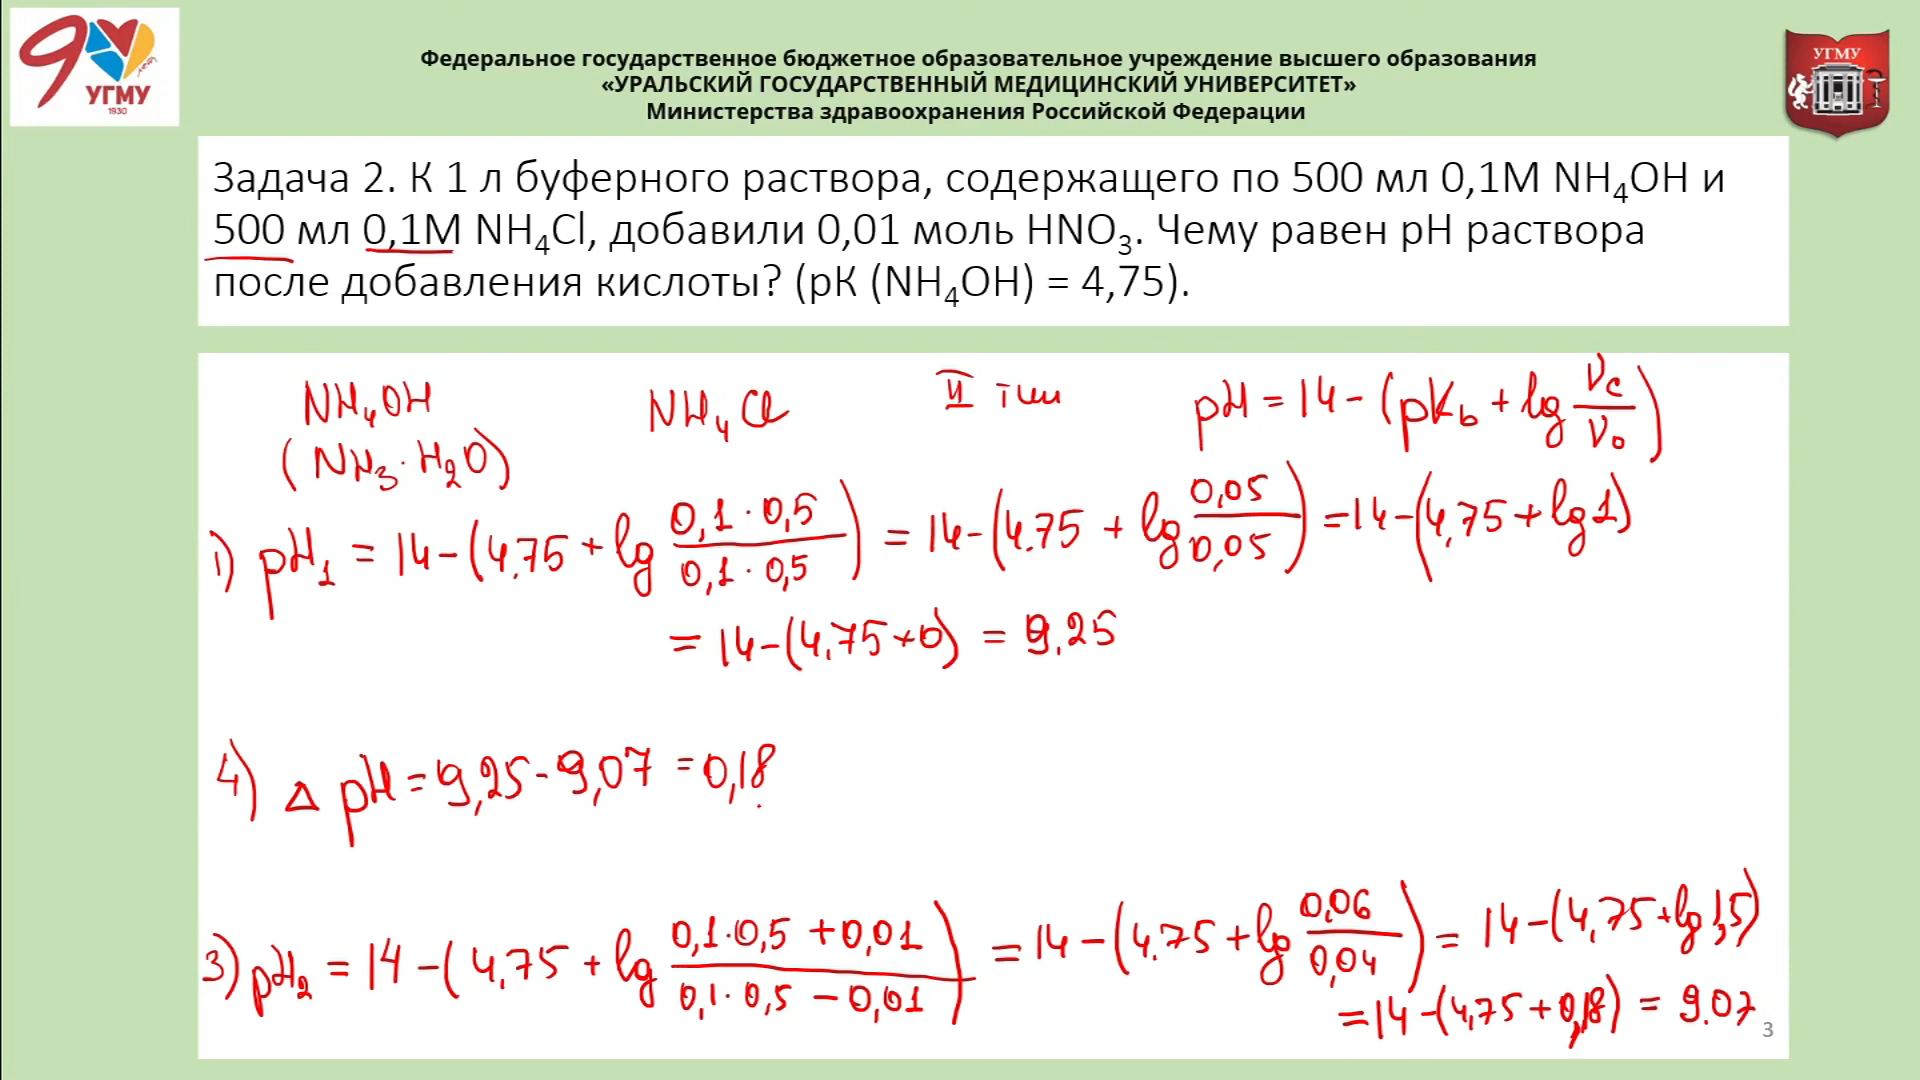 УГМУ
1930
Федеральное государственное бюджетное образовательное учреждение высшего образования
«УРАЛЬСКИЙ ГОСУДАРСТВЕННЫЙ МЕДИЦИНСКИЙ УНИВЕРСИТЕТ»
Министерства здравоохранения Российской Федерации
УГМУ
Задача 2. К 1 л буферного раствора, содержащего по 500 мл 0,1М NH₄OH и
500 мл 0,1М NH₄Cl, добавили 0,01 моль HNO₃. Чему равен рН раствора
после добавления кислоты? (рК (NH₄OH) = 4,75).
NH₄OH NH₄Cl II тип pH = 14 - (pKb + lg νc/νo)
(NH₃·H₂O)
1) pH₁ = 14 - (4.75 + lg 0,1·0,5/0,1·0,5) = 14 - (4.75 + lg 0,05/0,05) = 14 - (4,75 + lg 1)
= 14 - (4,75 + 0) = 9,25
4) Δ pH = 9,25 - 9,07 = 0,18
3) pH₂ = 14 - (4,75 + lg 0,1·0,5 + 0,01/0,1·0,5 - 0,01) = 14 - (4.75 + lg 0,06/0,04) = 14 - (4,75 + lg 1,5)
= 14 - (4,75 + 0,18) = 9.07
3